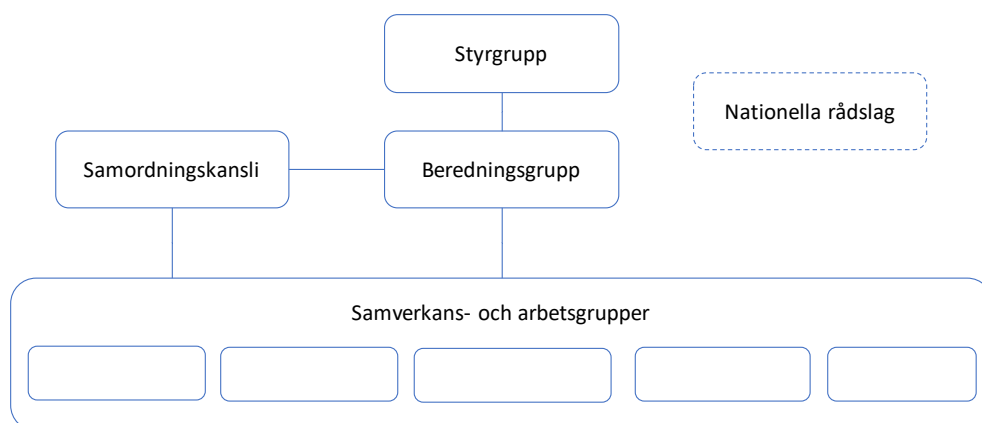 Styrgrupp
Nationella rådslag
Samordningskansli
Beredningsgrupp
Samverkans- och arbetsgrupper